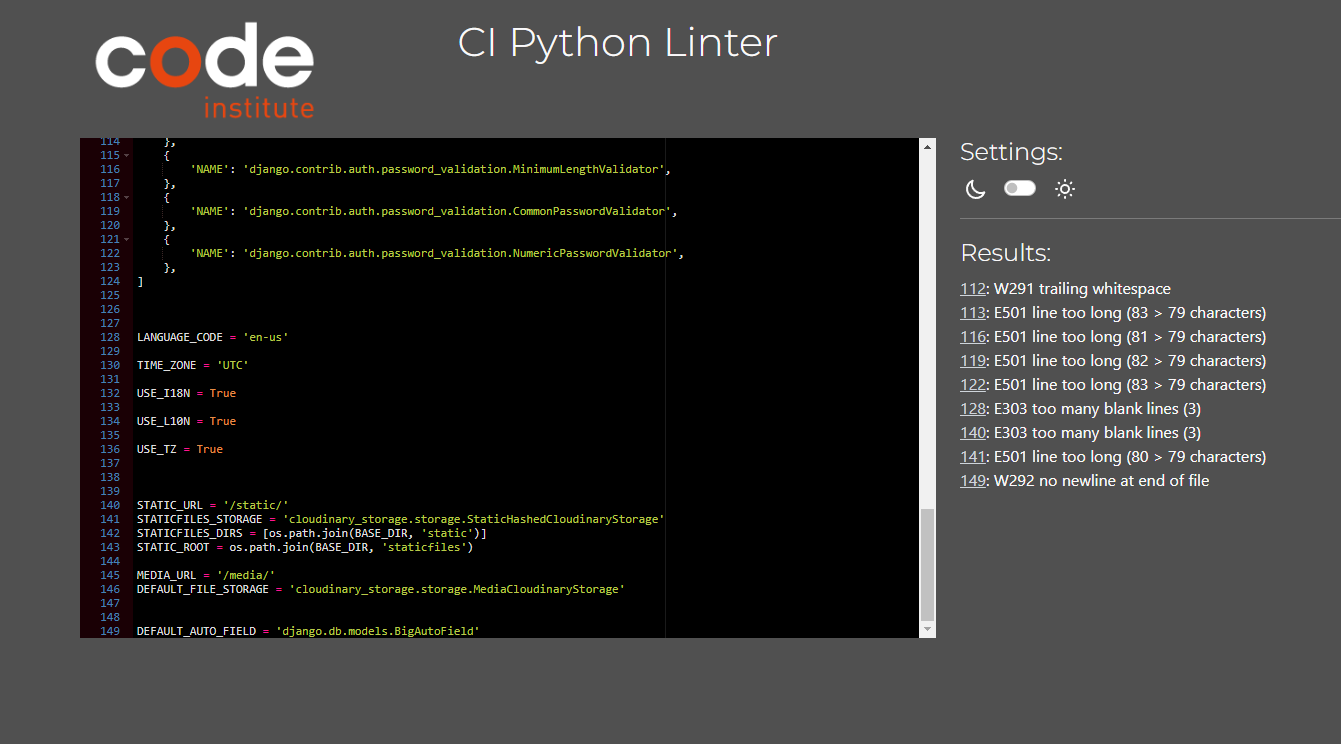 code
institute
CI Python Linter
114 },
115 {
116 'NAME': 'django.contrib.auth.password_validation.MinimumLengthValidator',
117 },
118 {
119 'NAME': 'django.contrib.auth.password_validation.CommonPasswordValidator',
120 },
121 {
122 'NAME': 'django.contrib.auth.password_validation.NumericPasswordValidator',
123 },
124 ]
125
126
127
128 LANGUAGE_CODE = 'en-us'
129
130 TIME_ZONE = 'UTC'
131
132 USE_I18N = True
133
134 USE_L10N = True
135
136 USE_TZ = True
137
138
139
140 STATIC_URL = '/static/'
141 STATICFILES_STORAGE = 'cloudinary_storage.storage.StaticHashedCloudinaryStorage'
142 STATICFILES_DIRS = [os.path.join(BASE_DIR, 'static')]
143 STATIC_ROOT = os.path.join(BASE_DIR, 'staticfiles')
144
145 MEDIA_URL = '/media/'
146 DEFAULT_FILE_STORAGE = 'cloudinary_storage.storage.MediaCloudinaryStorage'
147
148
149 DEFAULT_AUTO_FIELD = 'django.db.models.BigAutoField'
Settings:
Results:
112: W291 trailing whitespace
113: E501 line too long (83 > 79 characters)
116: E501 line too long (81 > 79 characters)
119: E501 line too long (82 > 79 characters)
122: E501 line too long (83 > 79 characters)
128: E303 too many blank lines (3)
140: E303 too many blank lines (3)
141: E501 line too long (80 > 79 characters)
149: W292 no newline at end of file